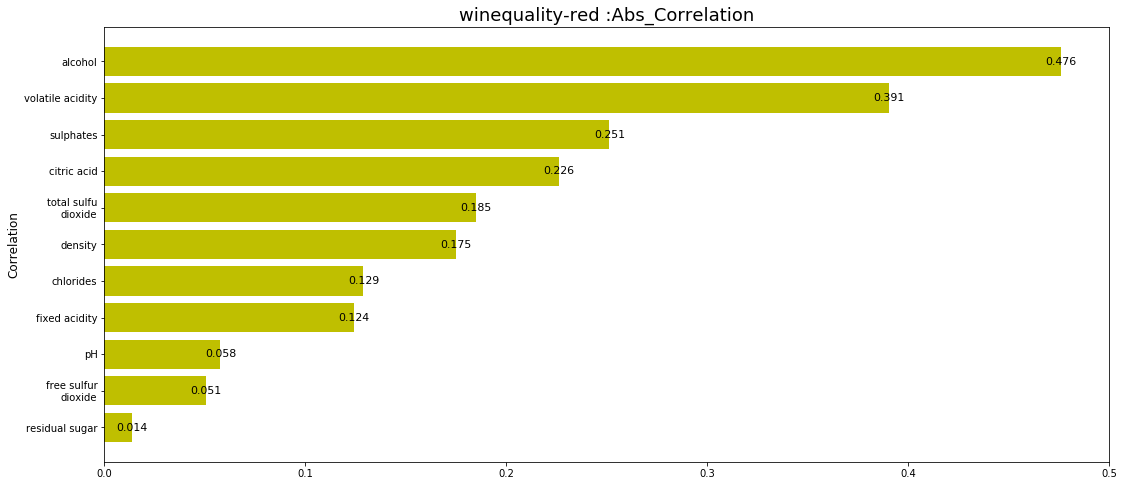 winequality-red :Abs_Correlation
Correlation
alcohol 0.476
volatile acidity 0.391
sulphates 0.251
citric acid 0.226
total sulfu
dioxide 0.185
density 0.175
chlorides 0.129
fixed acidity 0.124
pH 0.058
free sulfur
dioxide 0.051
residual sugar 0.014
0.0 0.1 0.2 0.3 0.4 0.5